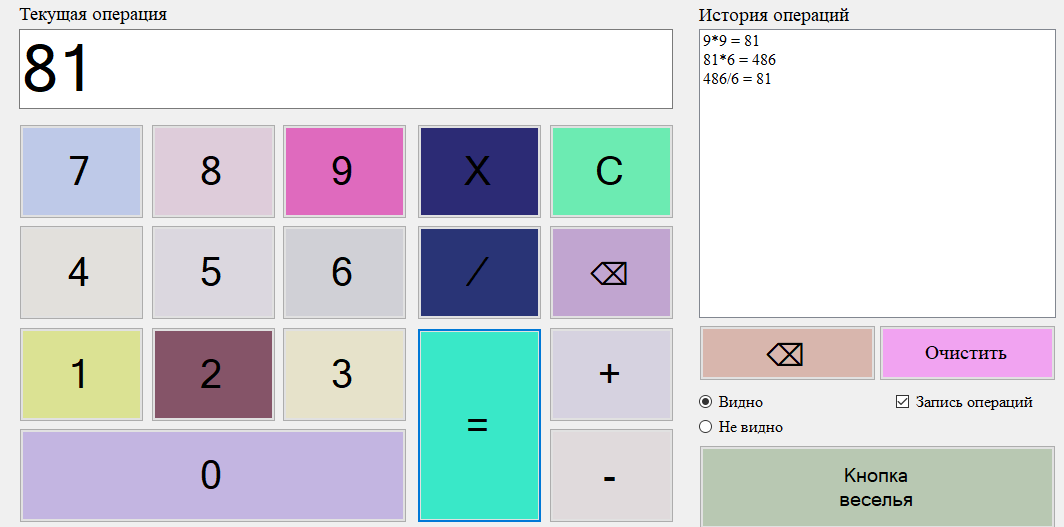 Текущая операция
81
7 8 9 X C
4 5 6 / ⌫
1 2 3 = +
0 -
История операций
9*9 = 81
81*6 = 486
486/6 = 81
⌫ Очистить
Видно
Запись операций
Не видно
Кнопка
веселья